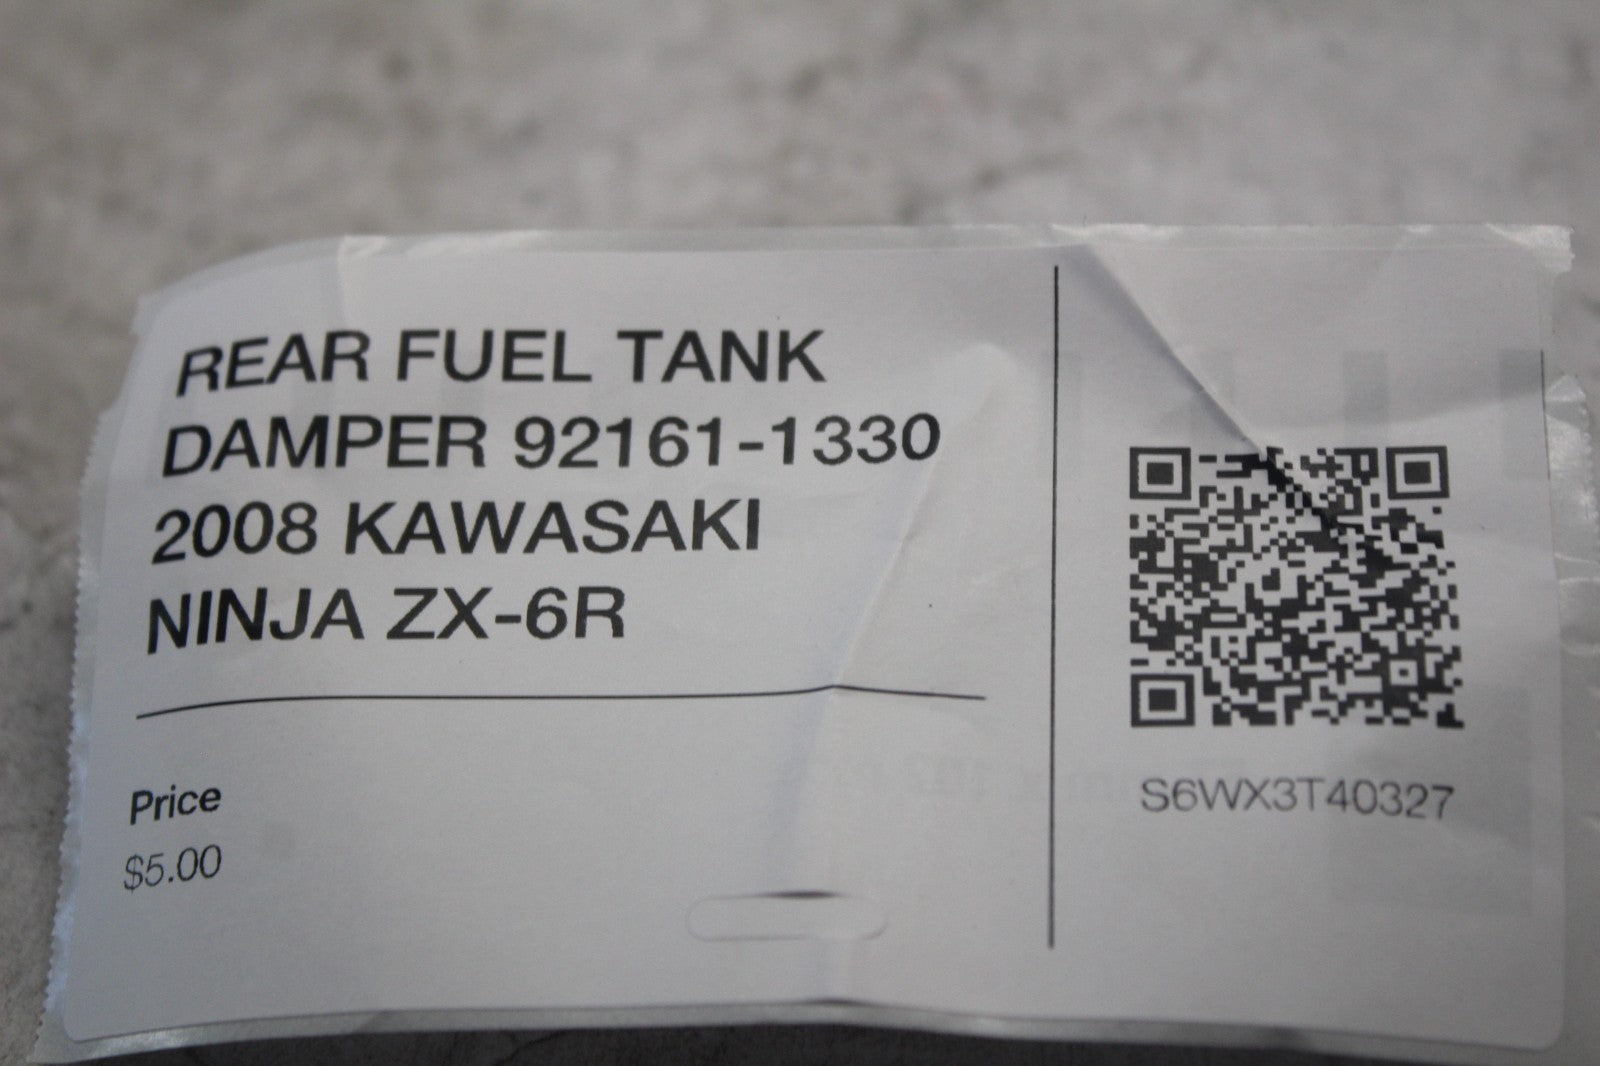 REAR FUEL TANK
DAMPER 92161-1330
2008 KAWASAKI
NINJA ZX-6R
Price
$5.00
S6WX3T40327